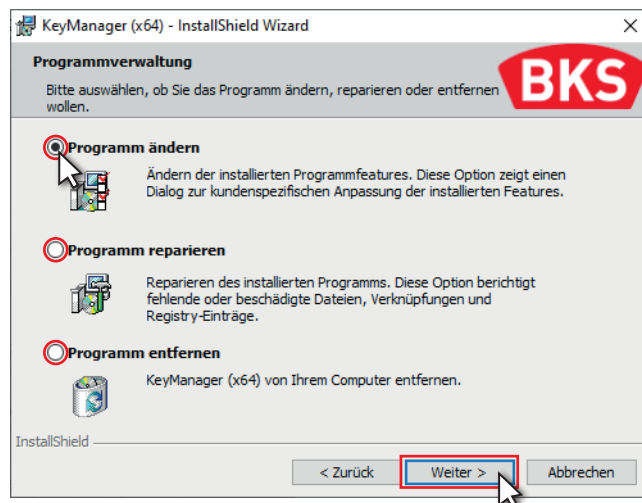 KeyManager (x64) - InstallShield Wizard
Programmverwaltung
Bitte auswählen, ob Sie das Programm ändern, reparieren oder entfernen
wollen.
BKS
Programm ändern
Ändern der installierten Programmfeatures. Diese Option zeigt einen
Dialog zur kundenspezifischen Anpassung der installierten Features.
Programm reparieren
Reparieren des installierten Programms. Diese Option berichtigt
fehlende oder beschädigte Dateien, Verknüpfungen und
Registry-Einträge.
Programm entfernen
KeyManager (x64) von Ihrem Computer entfernen.
InstallShield
< Zurück
Weiter >
Abbrechen